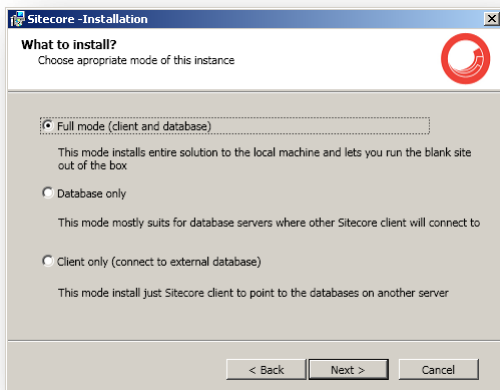 Sitecore -Installation
What to install?
Choose apropriate mode of this instance
Full mode (client and database)
This mode installs entire solution to the local machine and lets you run the blank site
out of the box
Database only
This mode mostly suits for database servers where other Sitecore client will connect to
Client only (connect to external database)
This mode install just Sitecore client to point to the databases on another server
< Back Next > Cancel